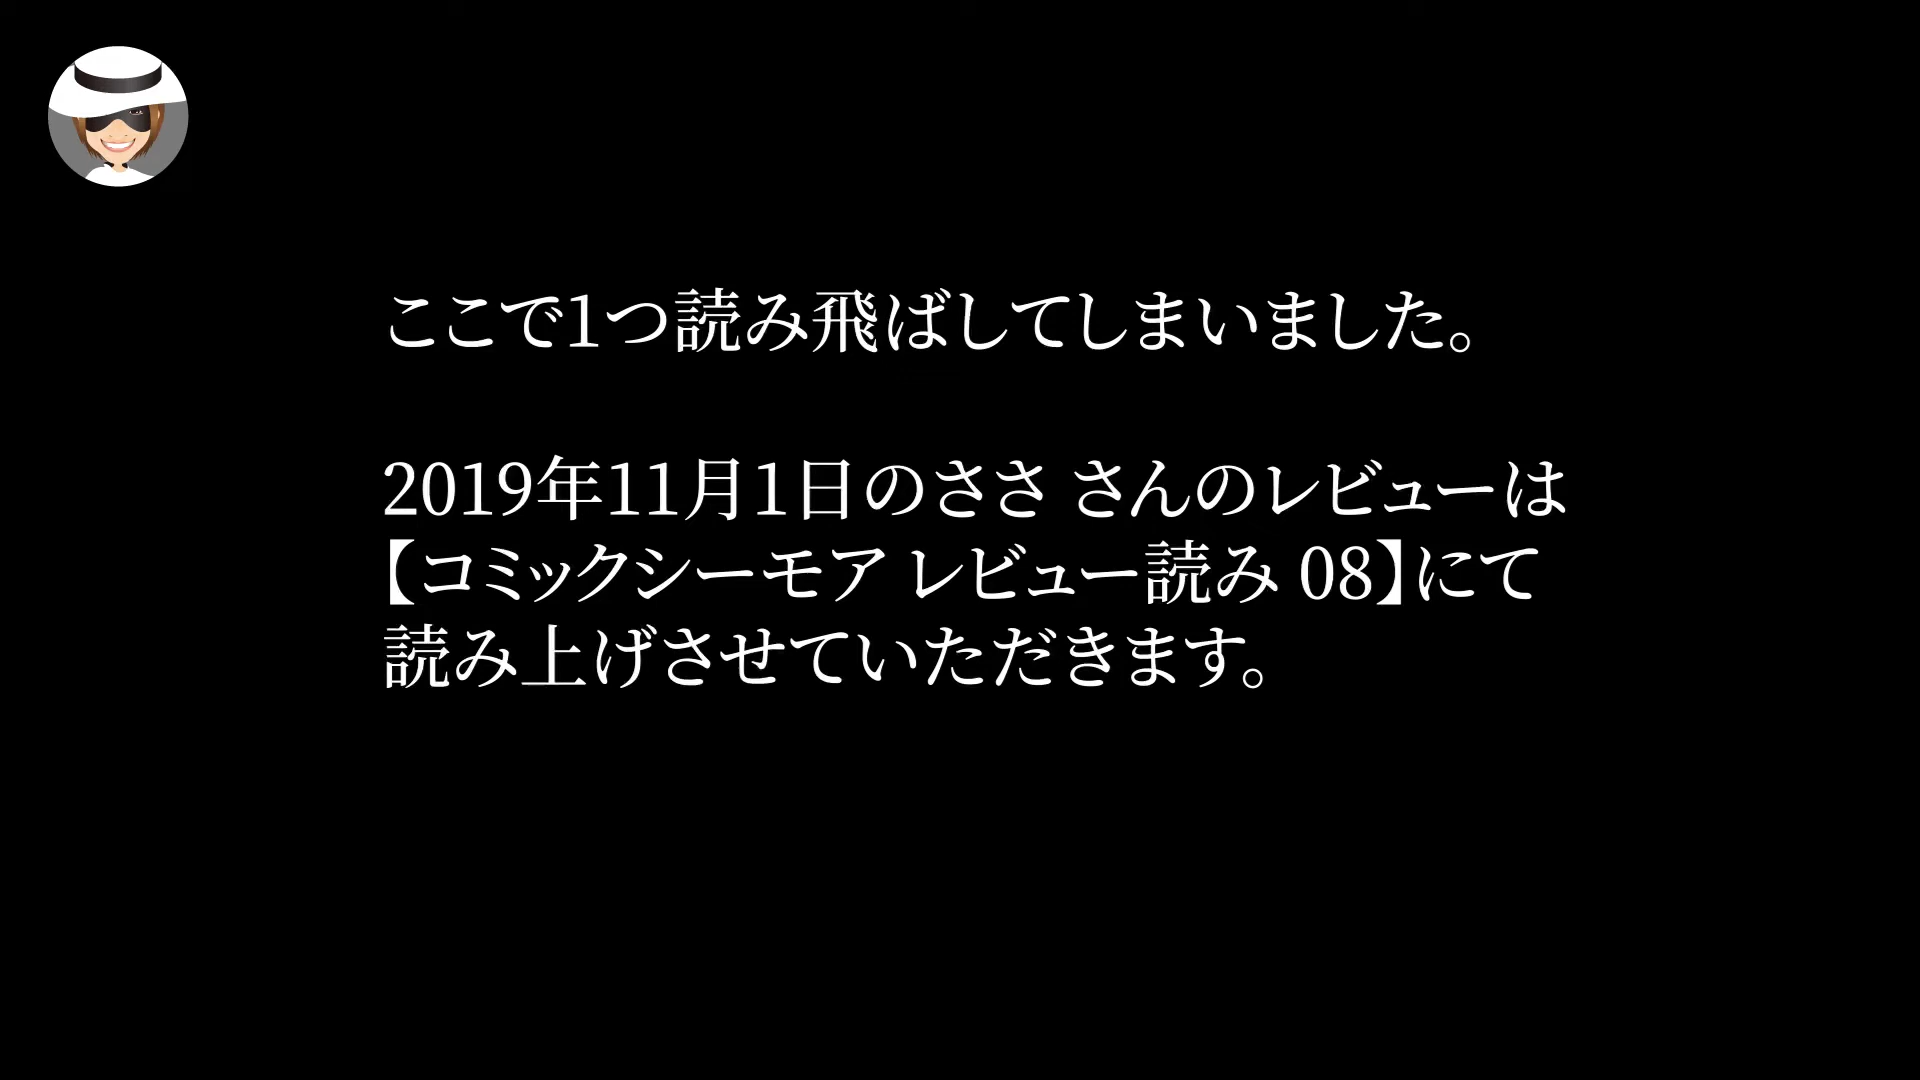 ここで1つ読み飛ばしてしまいました。
2019年11月1日のささ さんのレビューは
【コミックシーモア レビュー読み 08】にて
読み上げさせていただきます。